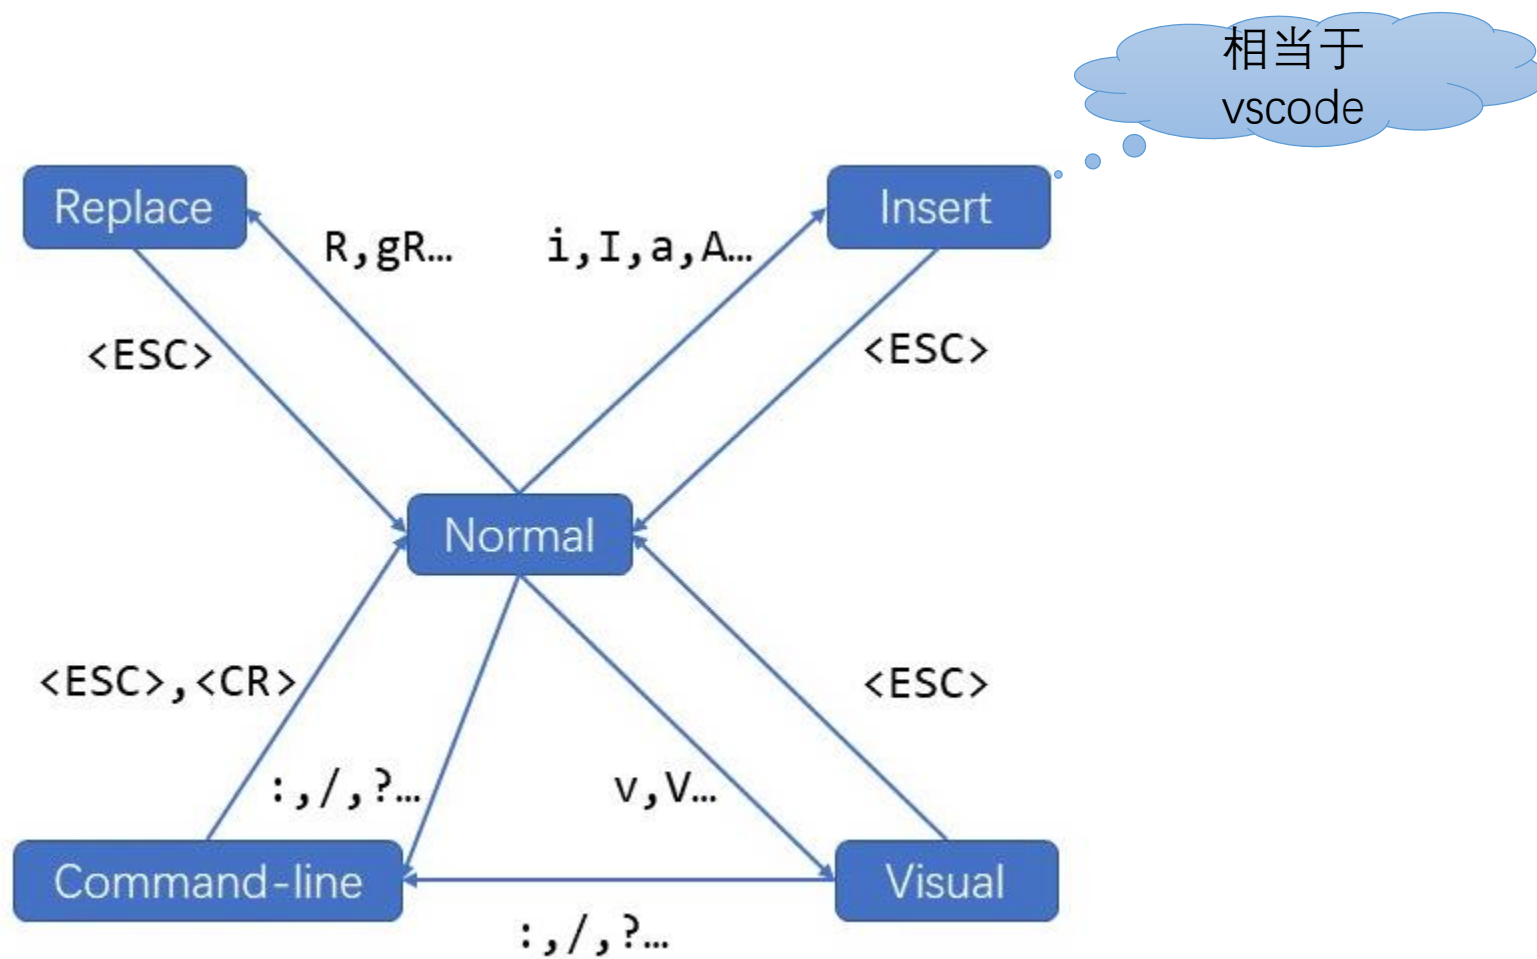 相当于
vscode
Replace
Insert
R,gR…
i,I,a,A…
<ESC>
<ESC>
Normal
<ESC>,<CR>
<ESC>
:,/,?…
v,V…
Command-line
Visual
:,/,?…